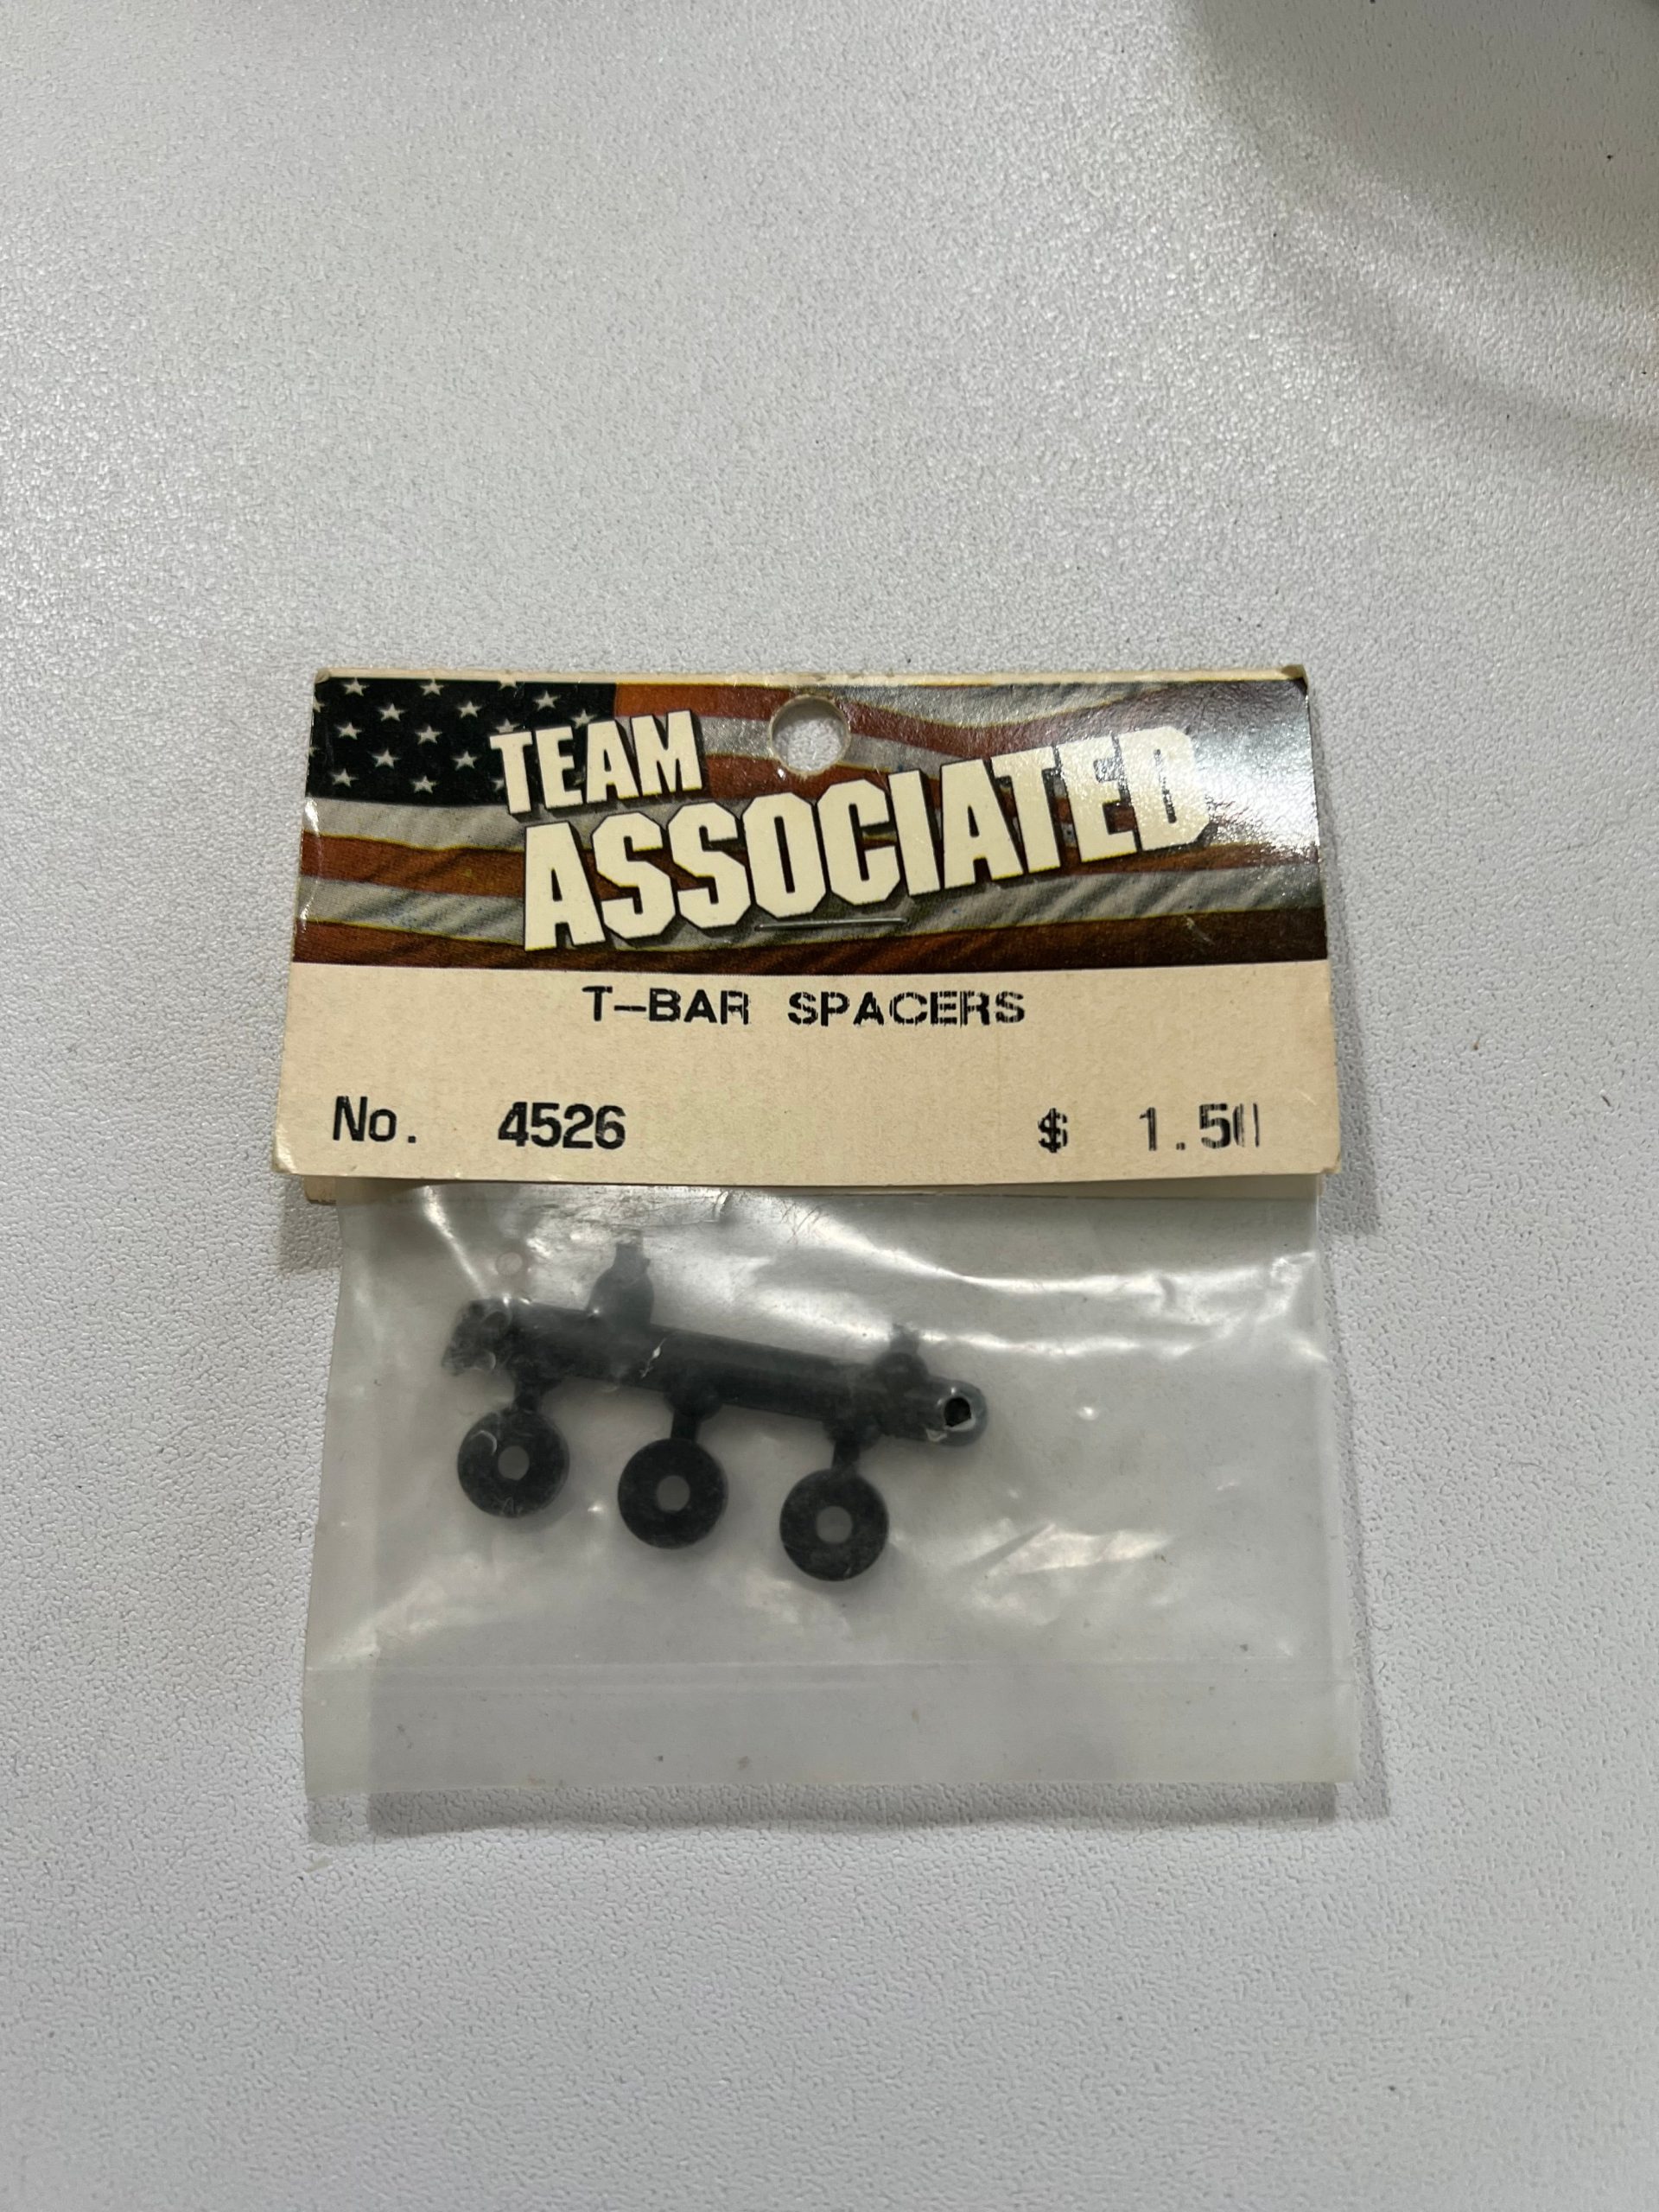 TEAM
ASSOCIATED
T-BAR SPACERS
No. 4526 $ 1.50